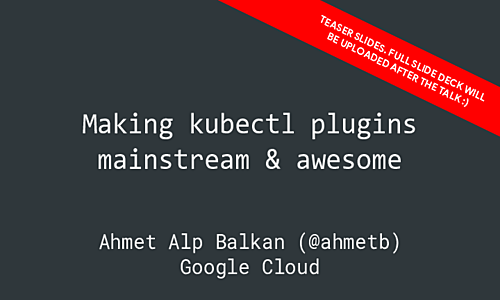 TEASER SLIDES. FULL SLIDE DECK WILL
BE UPLOADED AFTER THE TALK :)
Making kubectl plugins
mainstream & awesome
Ahmet Alp Balkan (@ahmetb)
Google Cloud